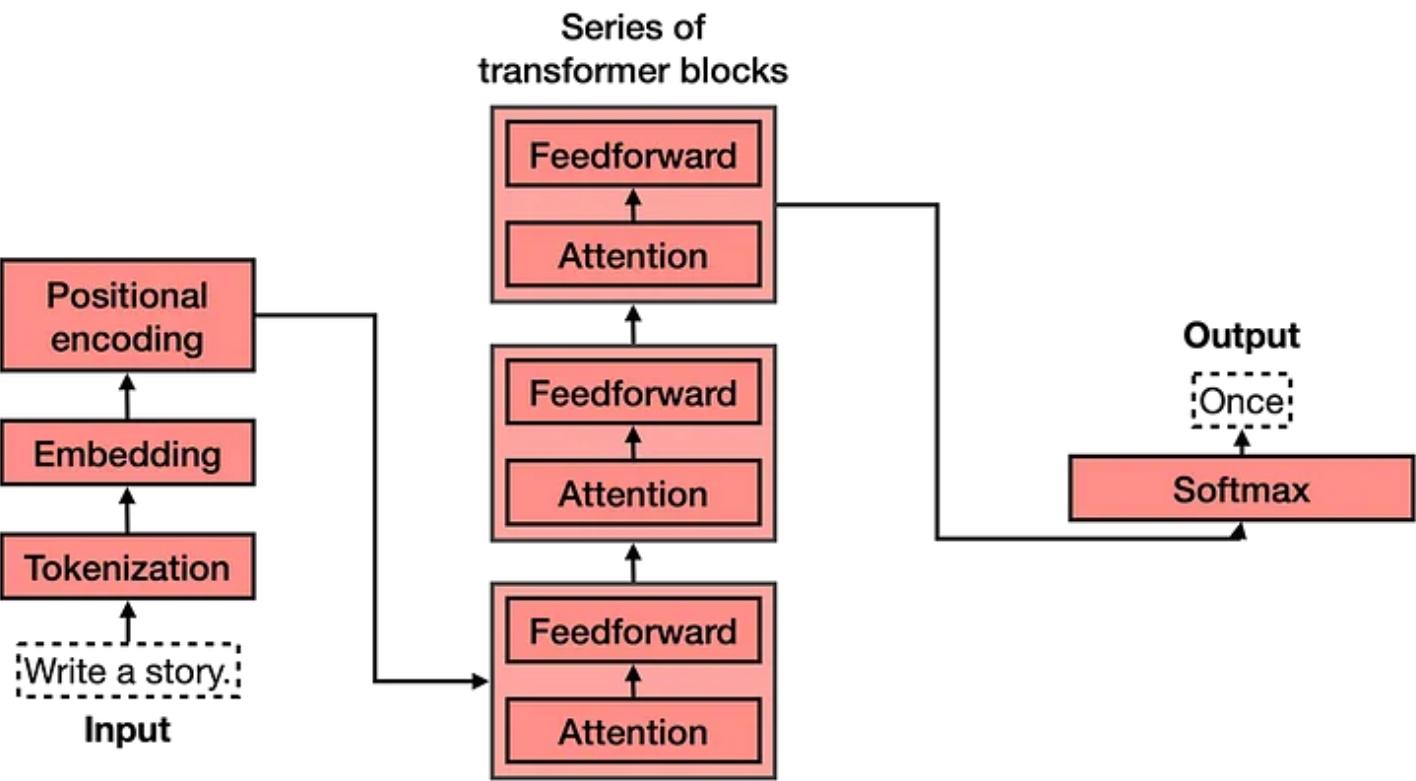 Series of
transformer blocks
Feedforward
Attention
Feedforward
Attention
Feedforward
Attention
Positional
encoding
Embedding
Tokenization
Write a story.
Input
Output
Once
Softmax